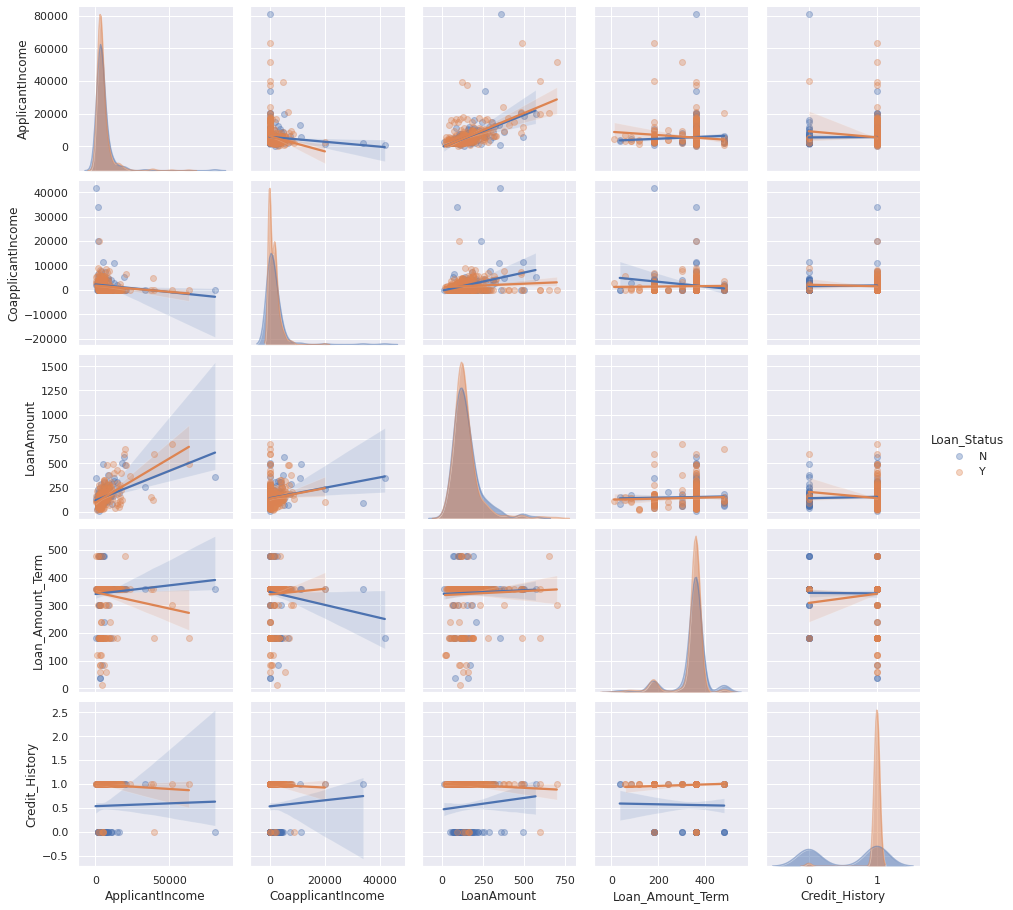 80000
60000
40000
20000
0
ApplicantIncome
40000
30000
20000
10000
0
−10000
−20000
CoapplicantIncome
1500
1250
1000
750
500
250
0
LoanAmount
Loan_Status
N
Y
500
400
300
200
100
0
Loan_Amount_Term
2.5
2.0
1.5
1.0
0.5
0.0
−0.5
Credit_History
0 50000
0 20000 40000
0 250 500 750
0 200 400
0 1
ApplicantIncome
CoapplicantIncome
LoanAmount
Loan_Amount_Term
Credit_History